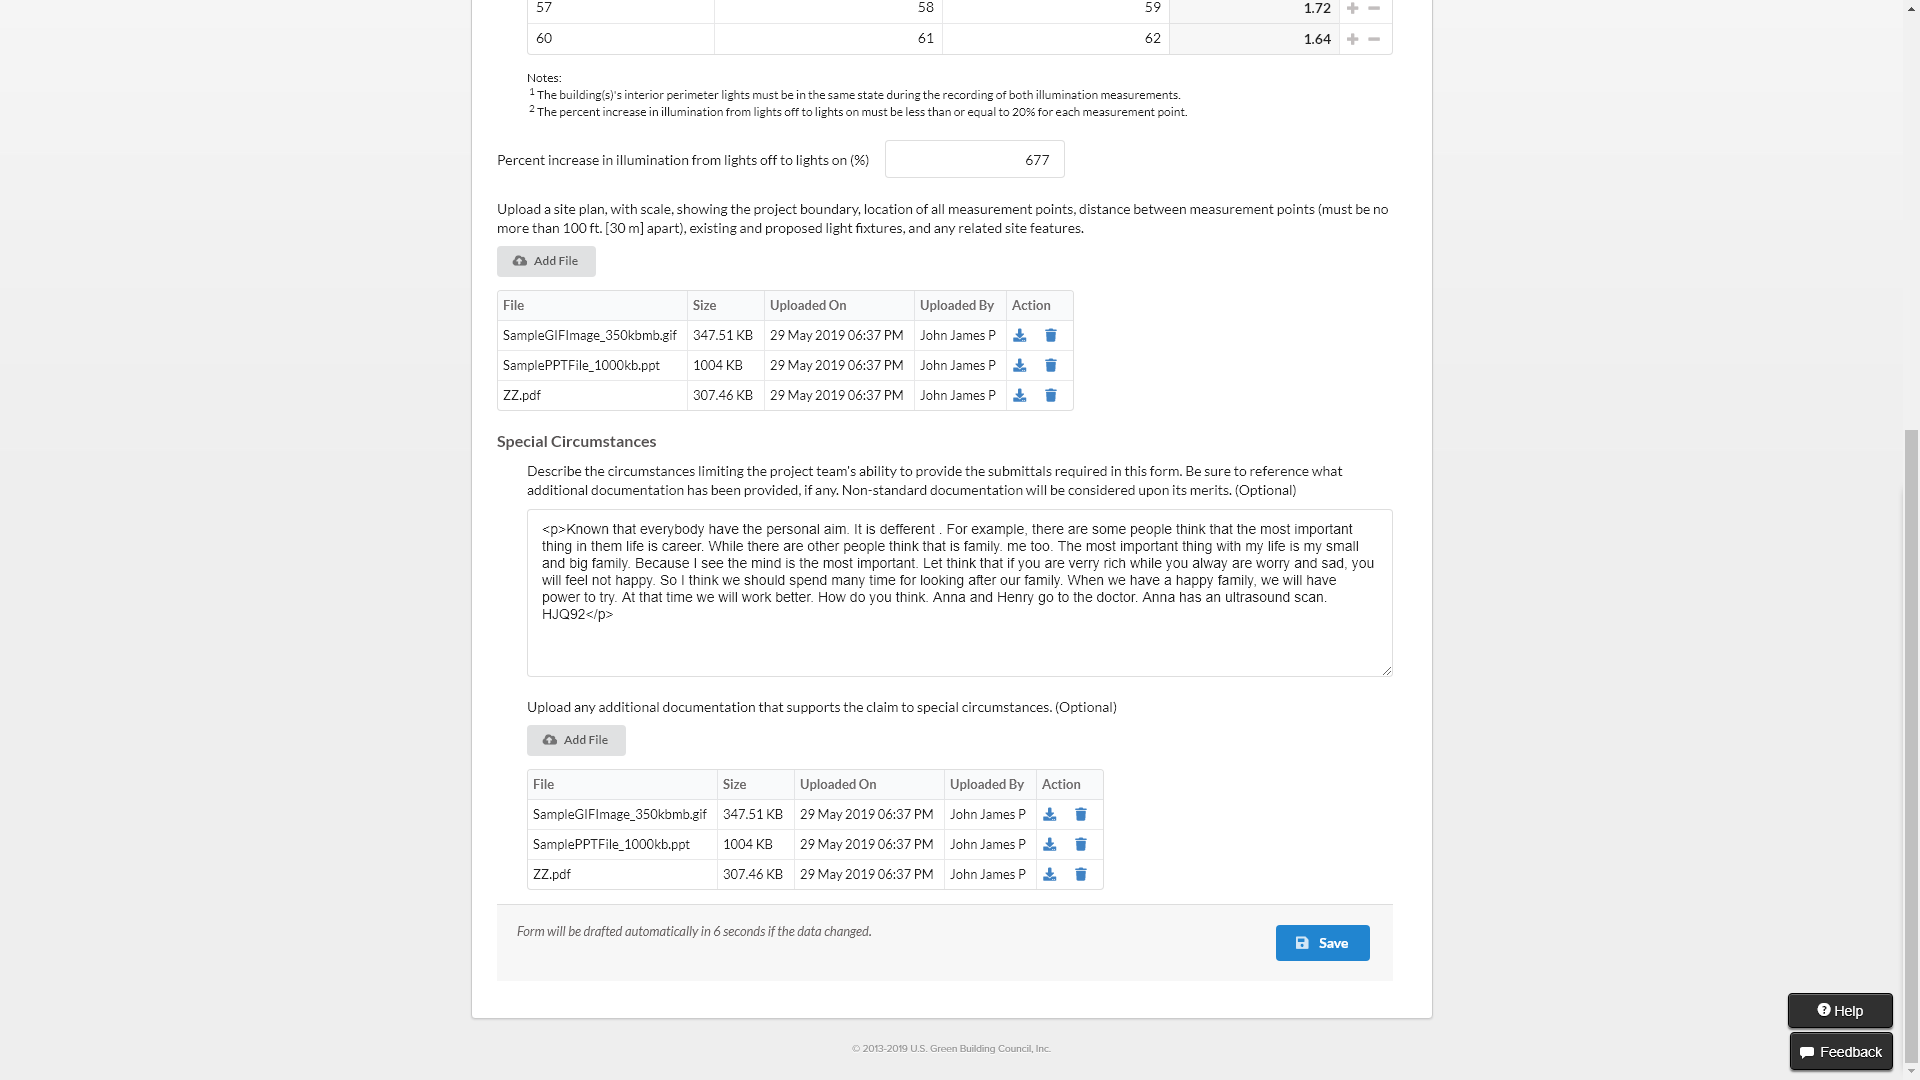 57 58 59 1.72
60 61 62 1.64
Notes:
1 The building(s)'s interior perimeter lights must be in the same state during the recording of both illumination measurements.
2 The percent increase in illumination from lights off to lights on must be less than or equal to 20% for each measurement point.
Percent increase in illumination from lights off to lights on (%) 677
Upload a site plan, with scale, showing the project boundary, location of all measurement points, distance between measurement points (must be no
more than 100 ft. [30 m] apart), existing and proposed light fixtures, and any related site features.
Add File
File Size Uploaded On Uploaded By Action
SampleGIFImage_350kbmb.gif 347.51 KB 29 May 2019 06:37 PM John James P
SamplePPTFile_1000kb.ppt 1004 KB 29 May 2019 06:37 PM John James P
ZZ.pdf 307.46 KB 29 May 2019 06:37 PM John James P
Special Circumstances
Describe the circumstances limiting the project team's ability to provide the submittals required in this form. Be sure to reference what
additional documentation has been provided, if any. Non-standard documentation will be considered upon its merits. (Optional)
<p>Known that everybody have the personal aim. It is defferent . For example, there are some people think that the most important
thing in them life is career. While there are other people think that is family. me too. The most important thing with my life is my small
and big family. Because I see the mind is the most important. Let think that if you are verry rich while you alway are worry and sad, you
will feel not happy. So I think we should spend many time for looking after our family. When we have a happy family, we will have
power to try. At that time we will work better. How do you think. Anna and Henry go to the doctor. Anna has an ultrasound scan.
HJQ92</p>
Upload any additional documentation that supports the claim to special circumstances. (Optional)
Add File
File Size Uploaded On Uploaded By Action
SampleGIFImage_350kbmb.gif 347.51 KB 29 May 2019 06:37 PM John James P
SamplePPTFile_1000kb.ppt 1004 KB 29 May 2019 06:37 PM John James P
ZZ.pdf 307.46 KB 29 May 2019 06:37 PM John James P
Form will be drafted automatically in 6 seconds if the data changed.
Save
Help
© 2013-2019 U.S. Green Building Council, Inc.
Feedback